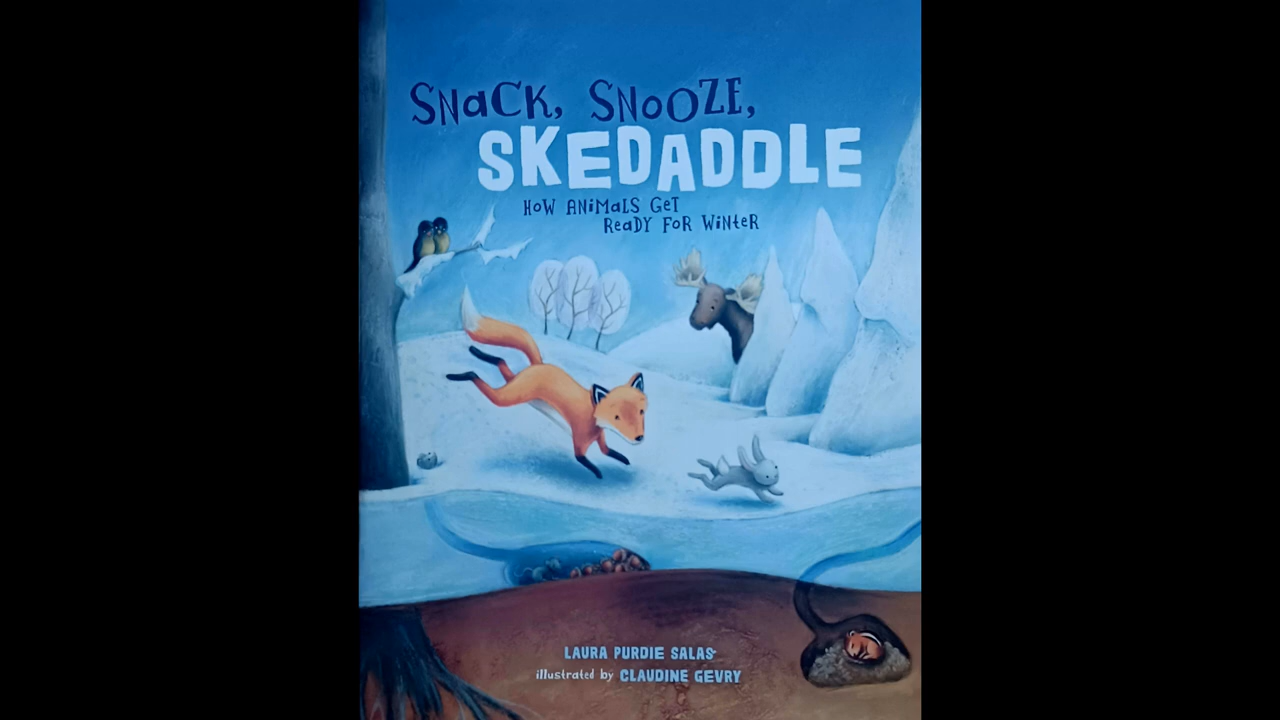 SNaCK, SNoOZE,
SKEDADDLE
HoW ANiMaLS GeT
ReaDY FoR WiNteR
LAURA PURDIE SALAS
illustrated by CLAUDINE GEVRY